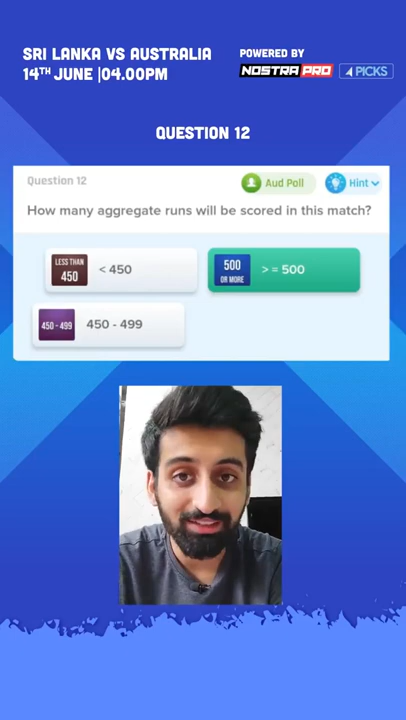 SRI LANKA VS AUSTRALIA
14TH JUNE |04.00PM
POWERED BY
NOSTRA PRO
PICKS
QUESTION 12
Question 12
Aud Poll
Hint
How many aggregate runs will be scored in this match?
LESS THAN
450
< 450
500
OR MORE
> = 500
450 - 499
450 - 499